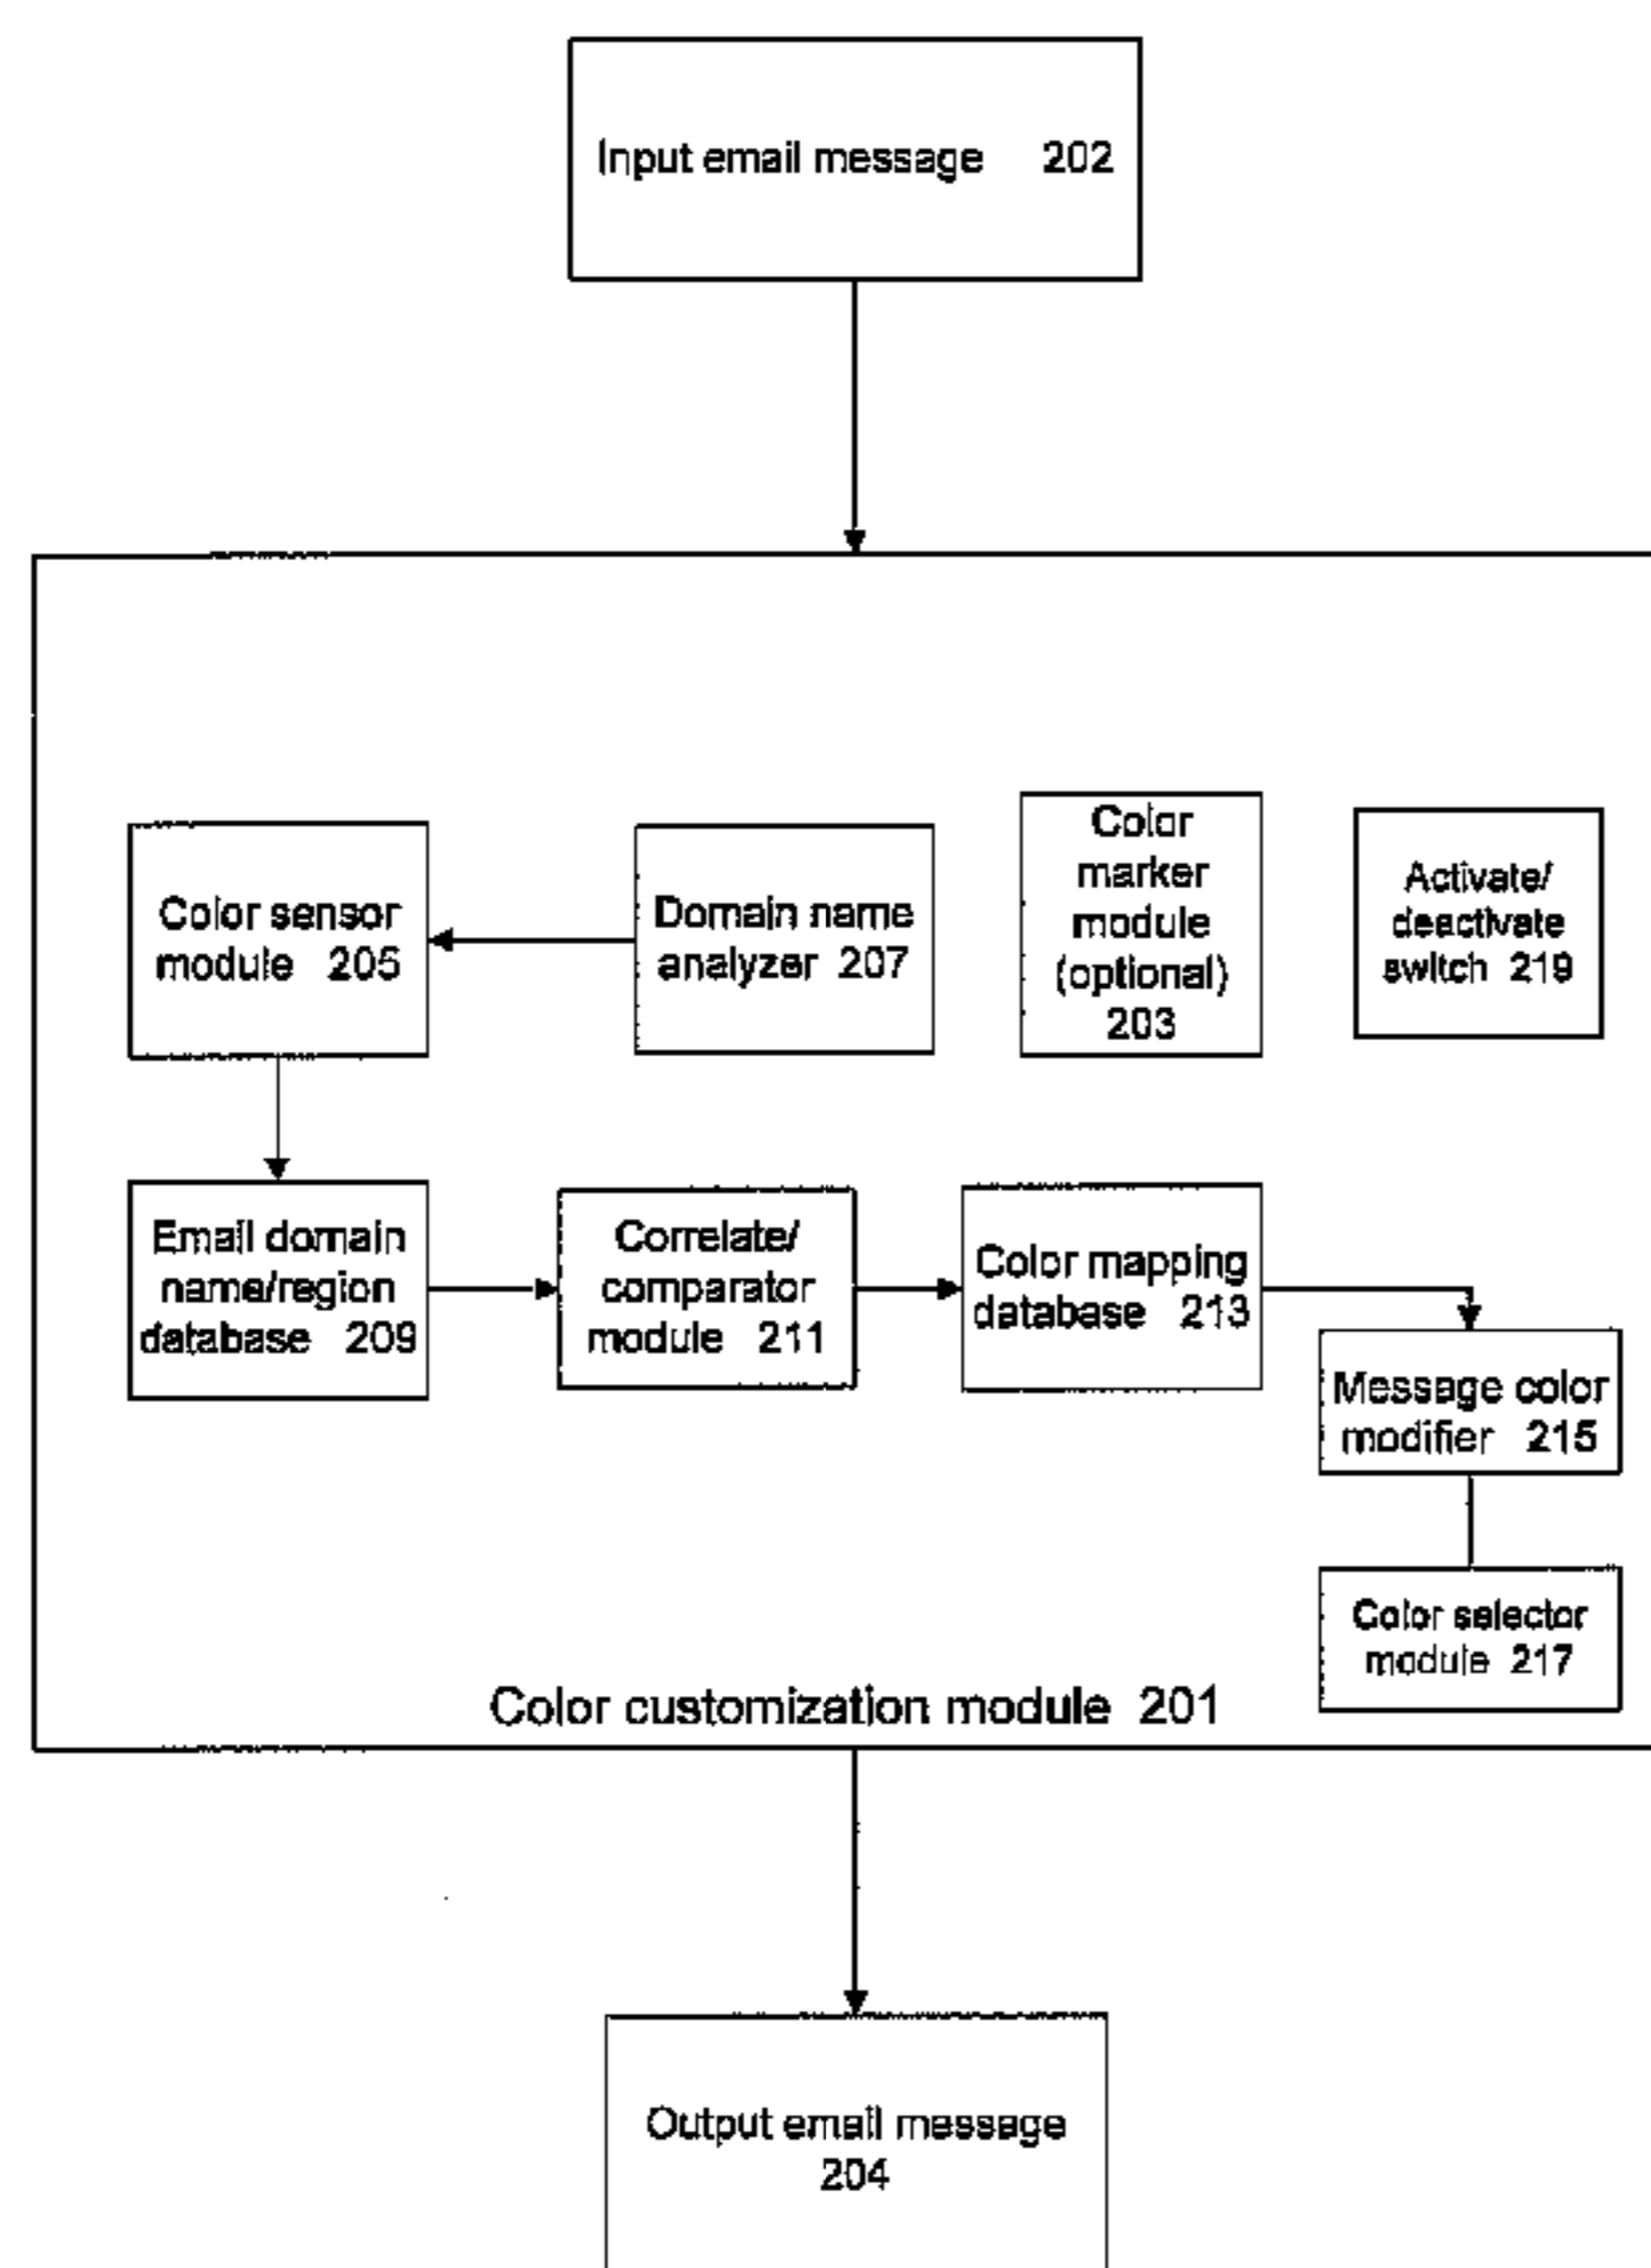 Input email message 202
Color sensor
module 205
Domain name
analyzer 207
Color
marker
module
(optional)
203
Activate/
deactivate
switch 219
Email domain
name/region
database 209
Correlate/
comparator
module 211
Color mapping
database 213
Message color
modifier 215
Color selector
module 217
Color customization module 201
Output email message
204